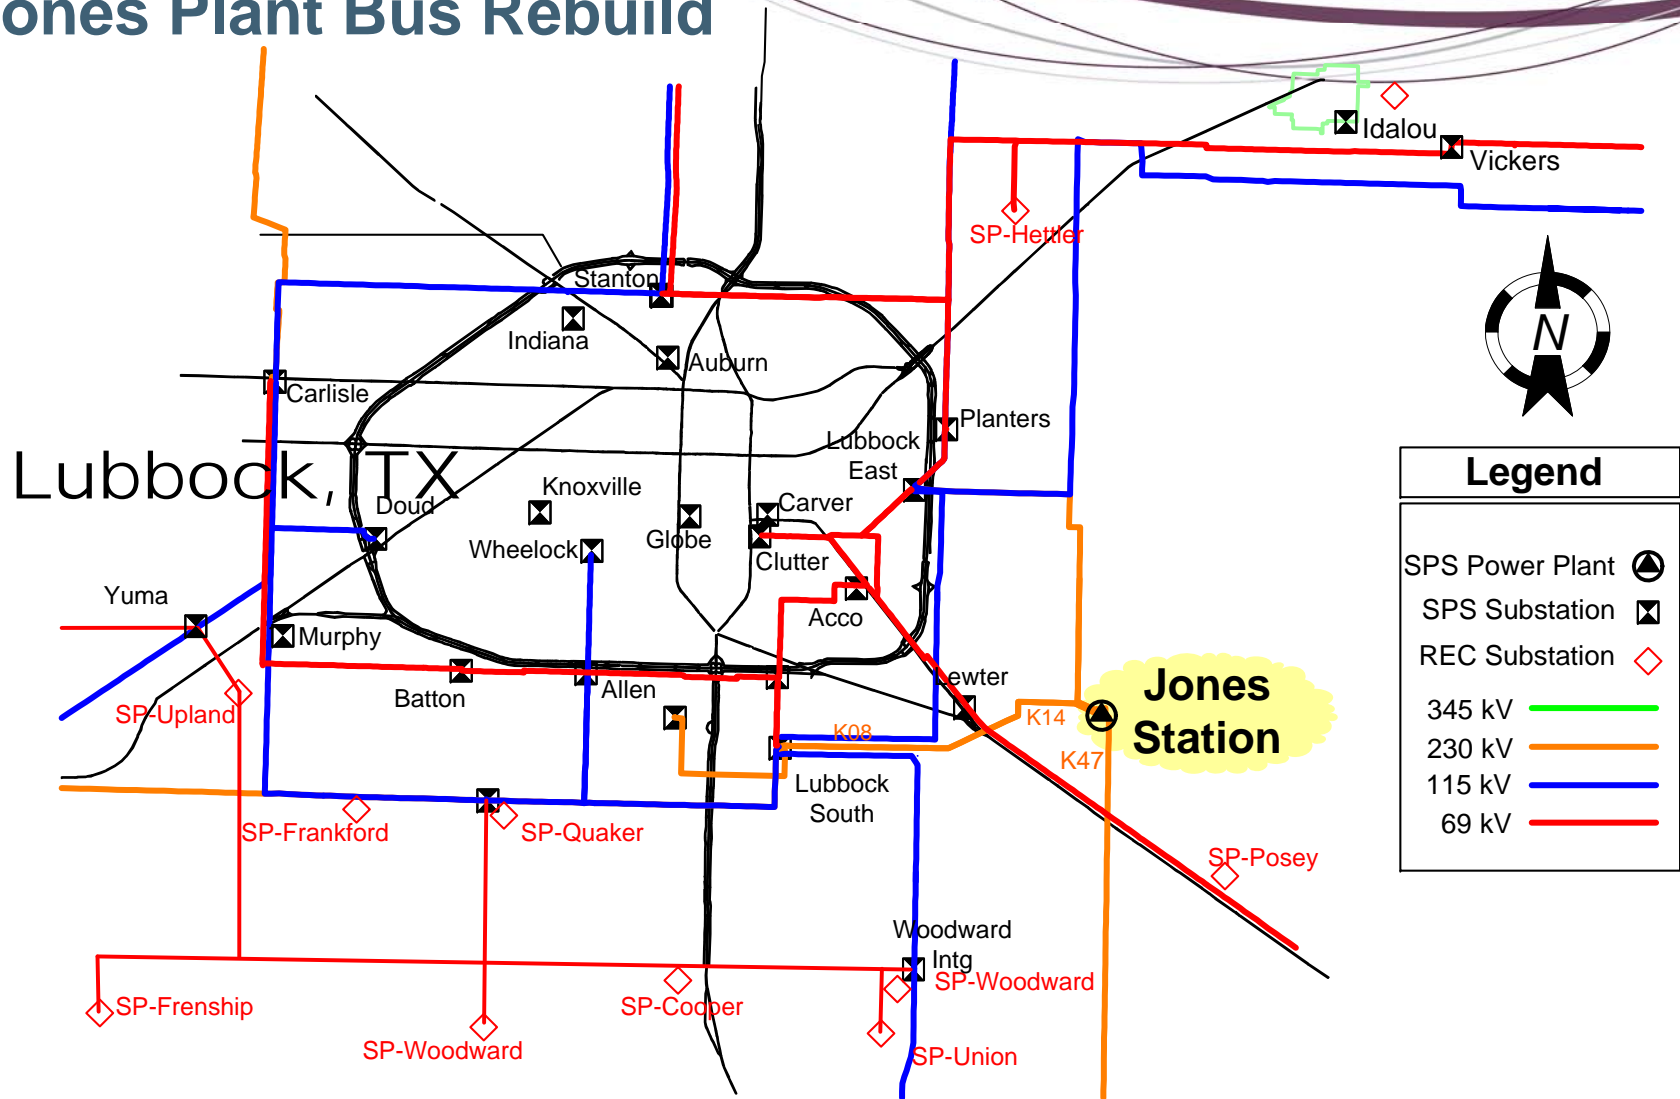 ones Plant Bus Rebuild
Idalou
Vickers
SP-Hettler
Stanton
Indiana
Auburn
N
Carlisle
Planters
Lubbock
East
Lubbock, TX
Legend
Knoxville
Doud
Carver
Globe
Wheelock
Clutter
SPS Power Plant
Yuma
Acco
SPS Substation
Murphy
REC Substation
Batton
Allen
Lewter
Jones
Station
SP-Upland
K14
K08
K47
345 kV
230 kV
115 kV
69 kV
Lubbock
South
SP-Frankford
SP-Quaker
SP-Posey
Woodward
Intg
SP-Woodward
SP-Frenship
SP-Cooper
SP-Woodward
SP-Union